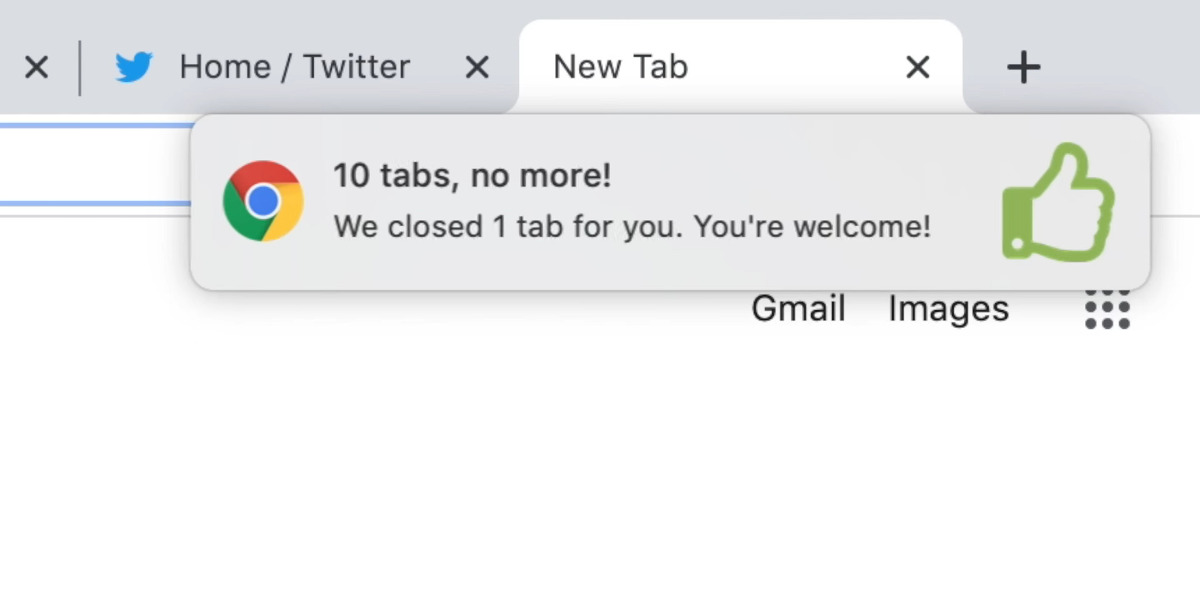 Home / Twitter
New Tab
10 tabs, no more!
We closed 1 tab for you. You're welcome!
Gmail
Images